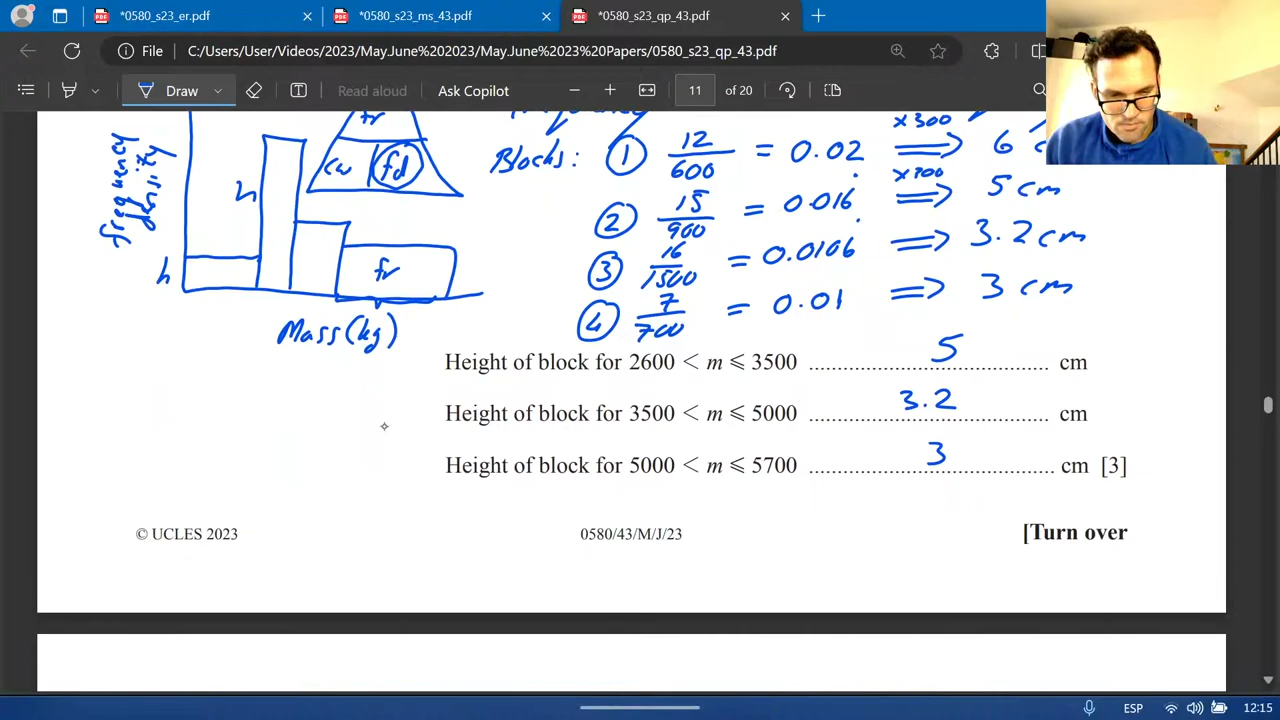 *0580_s23_er.pdf
*0580_s23_ms_43.pdf
*0580_s23_qp_43.pdf
File C:/Users/User/Videos/2023/May.June%202023/May.June%2023%20Papers/0580_s23_qp_43.pdf
Draw
Read aloud
Ask Copilot
11 of 20
frequency density
h
h
fr
cw fd
fr
Mass (kg)
Frequency
Blocks: ① 12/600 = 0.02 ×300 ⟹ 6 c
② 15/900 = 0.016̇ ×300 ⟹ 5 cm
③ 16/1500 = 0.0106̇ ⟹ 3.2 cm
④ 7/700 = 0.01 ⟹ 3 cm
Height of block for 2600 < m ⩽ 3500 5 cm
Height of block for 3500 < m ⩽ 5000 3.2 cm
Height of block for 5000 < m ⩽ 5700 3 cm [3]
© UCLES 2023 0580/43/M/J/23 [Turn over
ESP 12:15